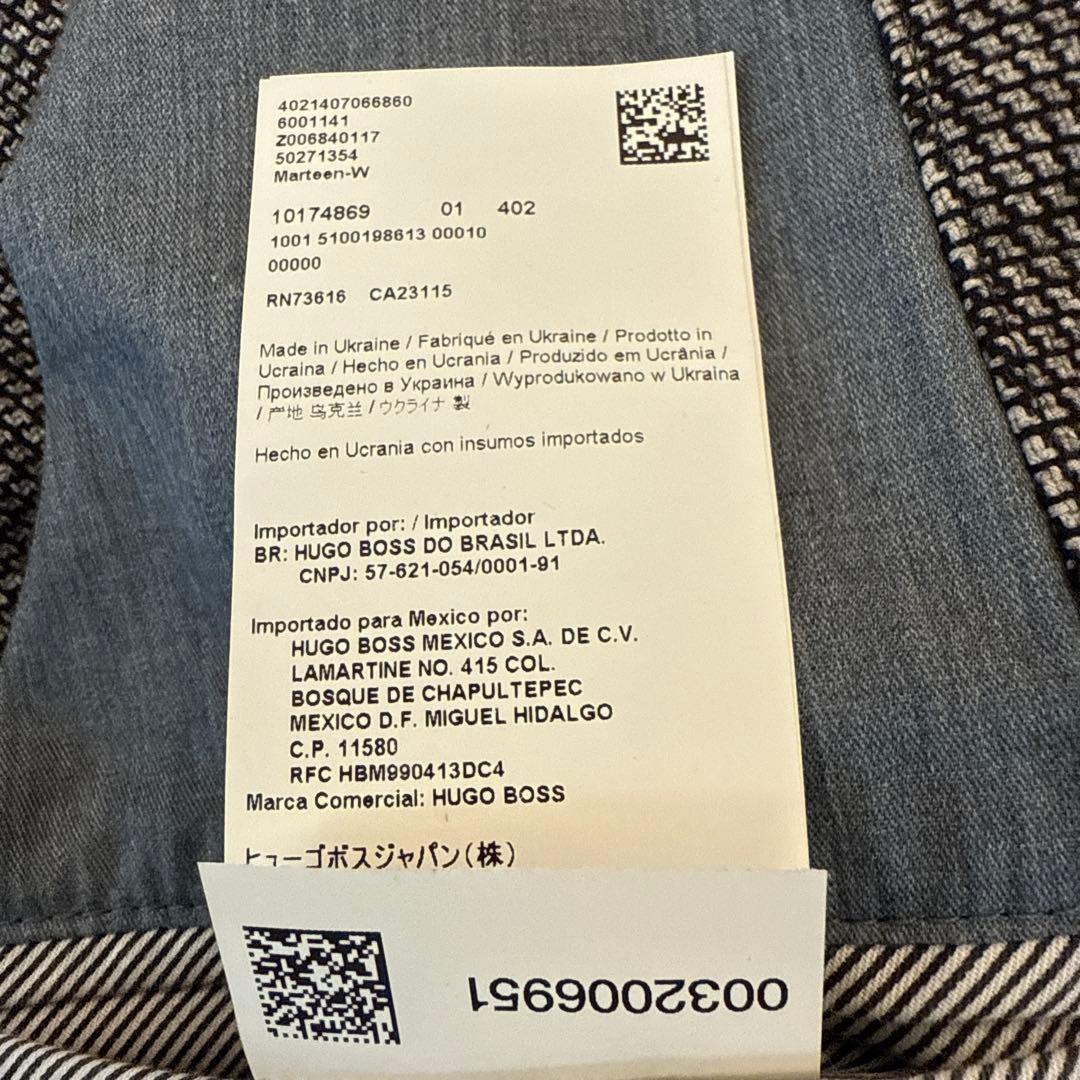 4021407066860
6001141
Z006840117
50271354
Marteen-W
10174869 01 402
1001 5100198613 00010
00000
RN73616 CA23115
Made in Ukraine / Fabriqué en Ukraine / Prodotto in
Ucraina / Hecho en Ucrania / Produzido em Ucrânia /
Произведено в Украина / Wyprodukowano w Ukraina
/ 产地 乌克兰 / ウクライナ 製
Hecho en Ucrania con insumos importados
Importador por: / Importador
BR: HUGO BOSS DO BRASIL LTDA.
CNPJ: 57-621-054/0001-91
Importado para Mexico por:
HUGO BOSS MEXICO S.A. DE C.V.
LAMARTINE NO. 415 COL.
BOSQUE DE CHAPULTEPEC
MEXICO D.F. MIGUEL HIDALGO
C.P. 11580
RFC HBM990413DC4
Marca Comercial: HUGO BOSS
ヒューゴボスジャパン(株)
0032006951